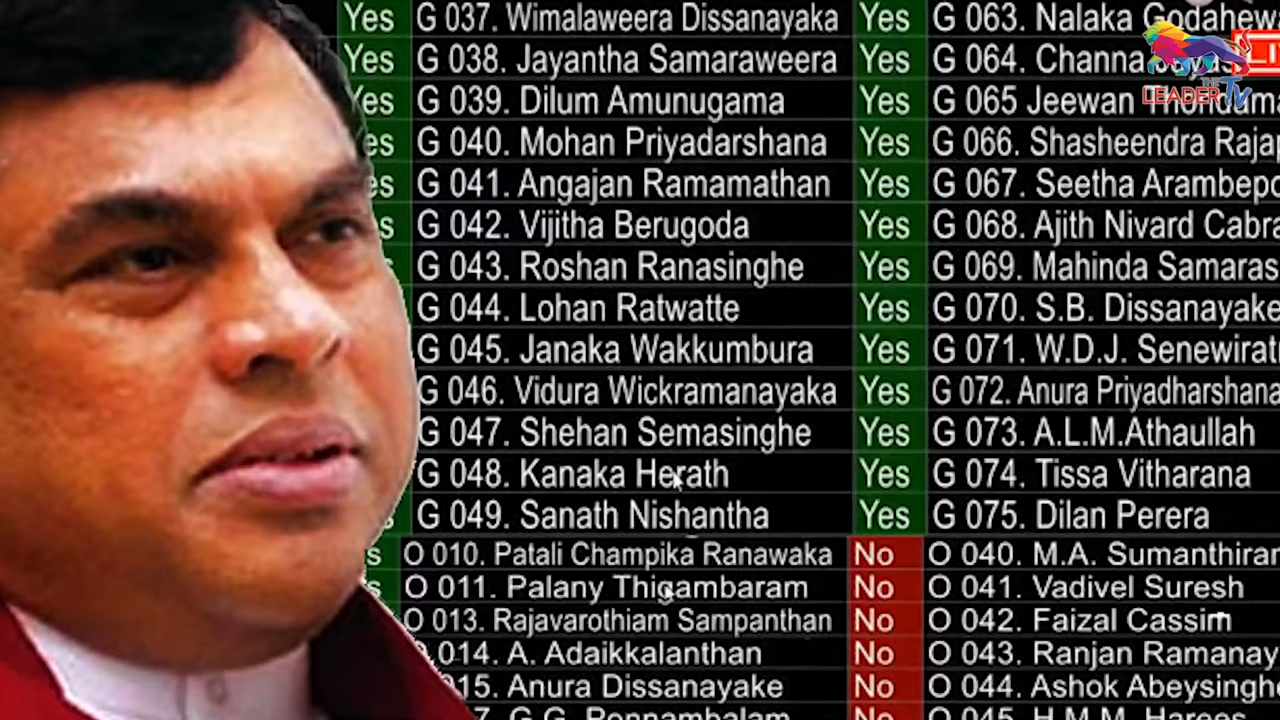 Yes G 037. Wimalaweera Dissanayaka Yes G 063. Nalaka
Yes G 038. Jayantha Samaraweera Yes G 064. Channa
Yes G 039. Dilum Amunugama Yes G 065 Jeewan
G 040. Mohan Priyadarshana Yes G 066. Shasheendra
G 041. Angajan Ramamathan Yes G 067. Seetha
G 042. Vijitha Berugoda Yes G 068. Ajith Nivard
G 043. Roshan Ranasinghe Yes G 069. Mahinda
G 044. Lohan Ratwatte Yes G 070. S.B. Dissanayake
G 045. Janaka Wakkumbura Yes G 071. W.D.J.
G 046. Vidura Wickramanayaka Yes G 072. Anura Priyadharshana
G 047. Shehan Semasinghe Yes G 073. A.L.M.Athaullah
G 048. Kanaka Herath Yes G 074. Tissa Vitharana
G 049. Sanath Nishantha Yes G 075. Dilan Perera
O 010. Patali Champika Ranawaka No O 040. M.A.
O 011. Palany Thigambaram No O 041. Vadivel Suresh
O 013. Rajavarothiam Sampanthan No O 042. Faizal Cassim
014. A. Adaikkalanthan No O 043. Ranjan
15. Anura Dissanayake No O 044. Ashok
THE
LEADER TV